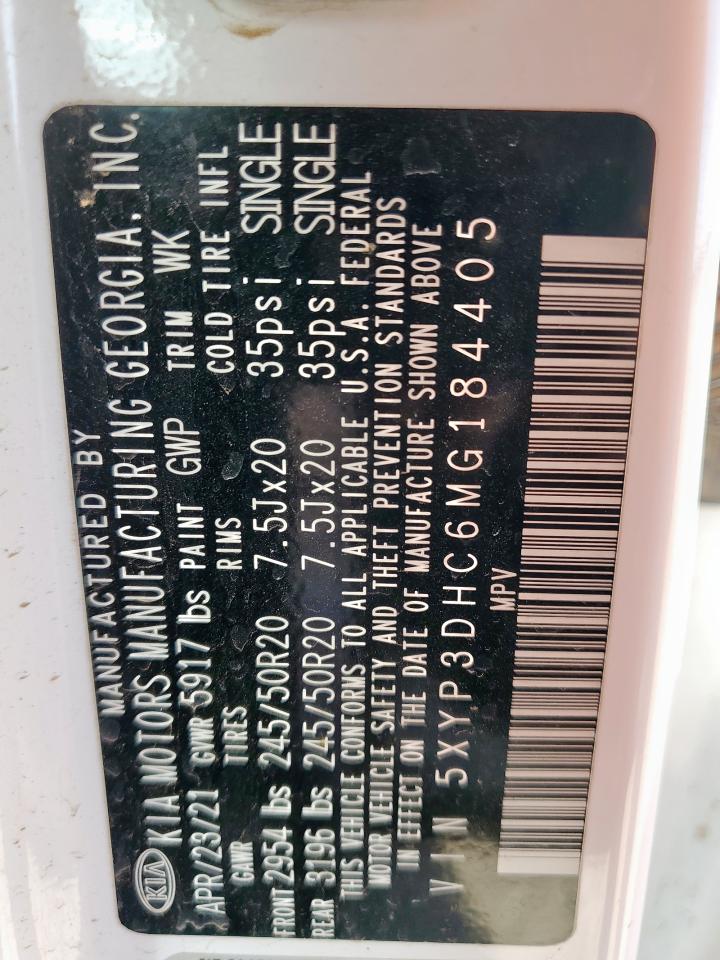 MANUFACTURED BY
KIA KIA MOTORS MANUFACTURING GEORGIA, INC.
APR/23/21 GVWR 5917 lbs PAINT GWP TRIM WK
GAWR TIRES RIMS COLD TIRE INFL
FRONT 2954 lbs 245/50R20 7.5Jx20 35psi SINGLE
REAR 3196 lbs 245/50R20 7.5Jx20 35psi SINGLE
THIS VEHICLE CONFORMS TO ALL APPLICABLE U.S.A. FEDERAL
MOTOR VEHICLE SAFETY AND THEFT PREVENTION STANDARDS
IN EFFECT ON THE DATE OF MANUFACTURE SHOWN ABOVE
VIN 5XYP3DHC6MG184405
MPV